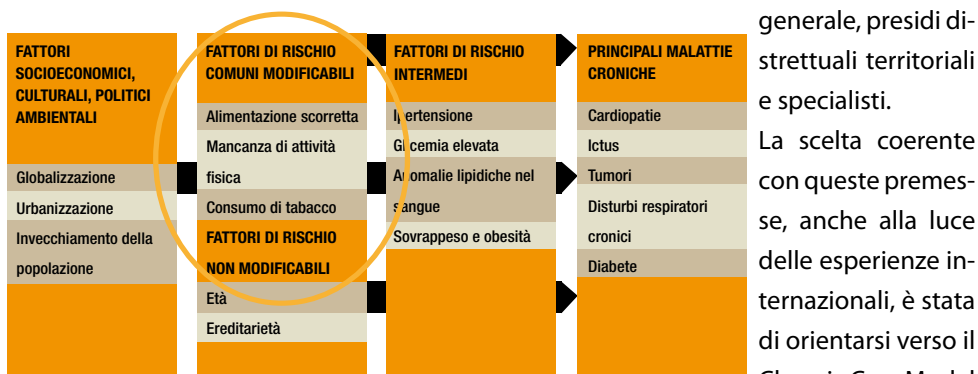 FATTORI
SOCIOECONOMICI,
CULTURALI, POLITICI
AMBIENTALI
Globalizzazione
Urbanizzazione
Invecchiamento della
popolazione
FATTORI DI RISCHIO
COMUNI MODIFICABILI
Alimentazione scorretta
Mancanza di attività
fisica
Consumo di tabacco
FATTORI DI RISCHIO
NON MODIFICABILI
Età
Ereditarietà
FATTORI DI RISCHIO
INTERMEDI
Ipertensione
Glicemia elevata
Anomalie lipidiche nel
sangue
Sovrappeso e obesità
PRINCIPALI MALATTIE
CRONICHE
Cardiopatie
Ictus
Tumori
Disturbi respiratori
cronici
Diabete
generale, presidi di-
strettuali territoriali
e specialisti.
La scelta coerente
con queste premes-
se, anche alla luce
delle esperienze in-
ternazionali, è stata
di orientarsi verso il